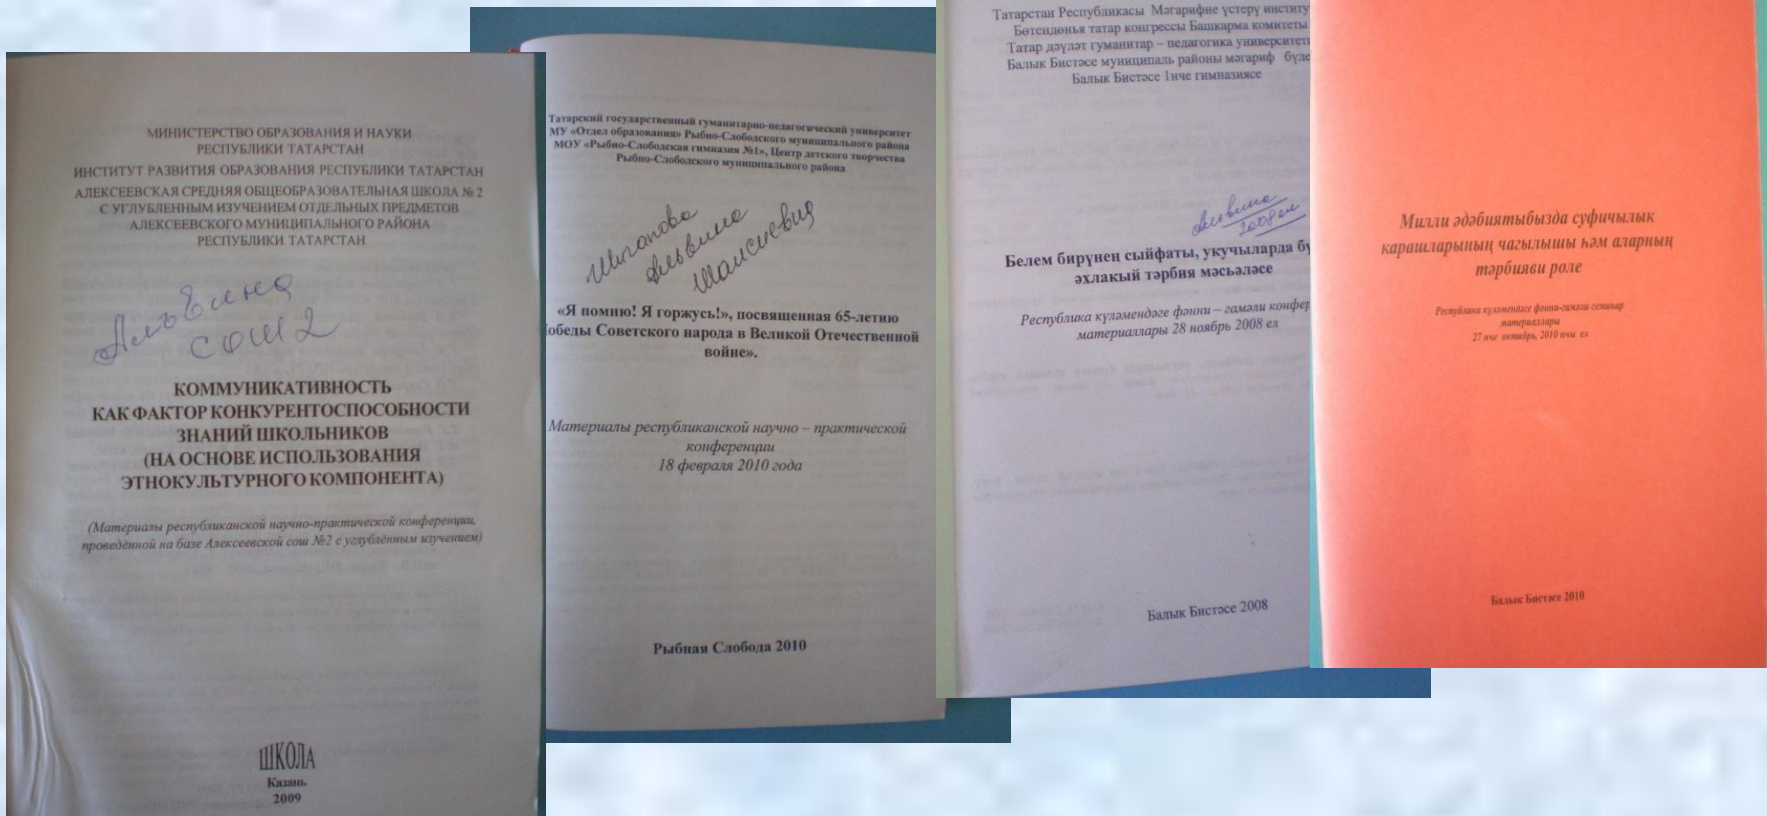 МИНИСТЕРСТВО ОБРАЗОВАНИЯ И НАУКИ
РЕСПУБЛИКИ ТАТАРСТАН
ИНСТИТУТ РАЗВИТИЯ ОБРАЗОВАНИЯ РЕСПУБЛИКИ ТАТАРСТАН
АЛЕКСЕЕВСКАЯ СРЕДНЯЯ ОБЩЕОБРАЗОВАТЕЛЬНАЯ ШКОЛА № 2
С УГЛУБЛЕННЫМ ИЗУЧЕНИЕМ ОТДЕЛЬНЫХ ПРЕДМЕТОВ
АЛЕКСЕЕВСКОГО МУНИЦИПАЛЬНОГО РАЙОНА
РЕСПУБЛИКИ ТАТАРСТАН
Альвина
СОШ 2
КОММУНИКАТИВНОСТЬ
КАК ФАКТОР КОНКУРЕНТОСПОСОБНОСТИ
ЗНАНИЙ ШКОЛЬНИКОВ
(НА ОСНОВЕ ИСПОЛЬЗОВАНИЯ
ЭТНОКУЛЬТУРНОГО КОМПОНЕНТА)
(Материалы республиканской научно-практической конференции,
проведённой на базе Алексеевской сош №2 с углублённым изучением)
ШКОЛА
Казань
2009
Татарский государственный гуманитарно-педагогический университет
МУ «Отдел образования» Рыбно-Слободского муниципального района
МОУ «Рыбно-Слободская гимназия №1», Центр детского творчества
Рыбно-Слободского муниципального района
Альвина
«Я помню! Я горжусь!», посвященная 65-летию
обеды Советского народа в Великой Отечественной
войне».
Материалы республиканской научно – практической
конференции
18 февраля 2010 года
Рыбная Слобода 2010
Татарстан Республикасы Мәгарифне үстерү институ
Бөтендөнья татар конгрессы Башкарма комитеты
Татар дәүләт гуманитар – педагогика университет
Балык Бистәсе муниципаль районы мәгариф бүле
Балык Бистәсе 1нче гимназиясе
Альвина
2008 ел
Белем бирүнең сыйфаты, укучыларда бу
әхлакый тәрбия мәсьәләсе
Республика күләмендәге фәнни – гамәли конфер
материаллары 28 ноябрь 2008 ел
Балык Бистәсе 2008
Милли әдәбиятыбызда суфичылык
карашларының чагылышы һәм аларның
тәрбияви роле
Республика күләмендәге фәнни-гамәли семинар
материаллары
27 нче октябрь, 2010 нчы ел
Балык Бистәсе 2010